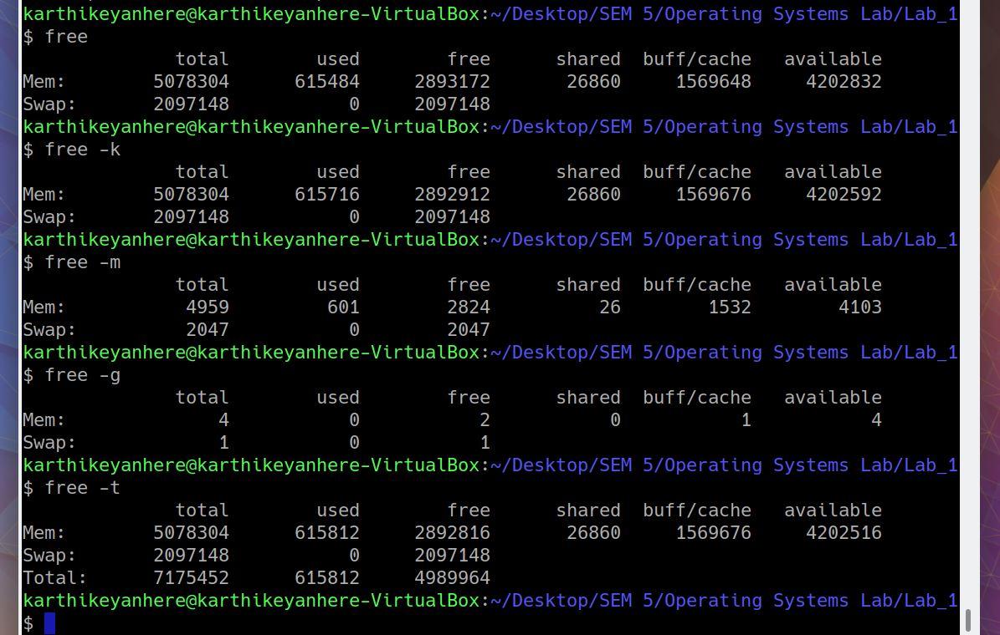 karthikeyanhere@karthikeyanhere-VirtualBox:~/Desktop/SEM 5/Operating Systems Lab/Lab_1
$ free
total used free shared buff/cache available
Mem: 5078304 615484 2893172 26860 1569648 4202832
Swap: 2097148 0 2097148
karthikeyanhere@karthikeyanhere-VirtualBox:~/Desktop/SEM 5/Operating Systems Lab/Lab_1
$ free -k
total used free shared buff/cache available
Mem: 5078304 615716 2892912 26860 1569676 4202592
Swap: 2097148 0 2097148
karthikeyanhere@karthikeyanhere-VirtualBox:~/Desktop/SEM 5/Operating Systems Lab/Lab_1
$ free -m
total used free shared buff/cache available
Mem: 4959 601 2824 26 1532 4103
Swap: 2047 0 2047
karthikeyanhere@karthikeyanhere-VirtualBox:~/Desktop/SEM 5/Operating Systems Lab/Lab_1
$ free -g
total used free shared buff/cache available
Mem: 4 0 2 0 1 4
Swap: 1 0 1
karthikeyanhere@karthikeyanhere-VirtualBox:~/Desktop/SEM 5/Operating Systems Lab/Lab_1
$ free -t
total used free shared buff/cache available
Mem: 5078304 615812 2892816 26860 1569676 4202516
Swap: 2097148 0 2097148
Total: 7175452 615812 4989964
karthikeyanhere@karthikeyanhere-VirtualBox:~/Desktop/SEM 5/Operating Systems Lab/Lab_1
$